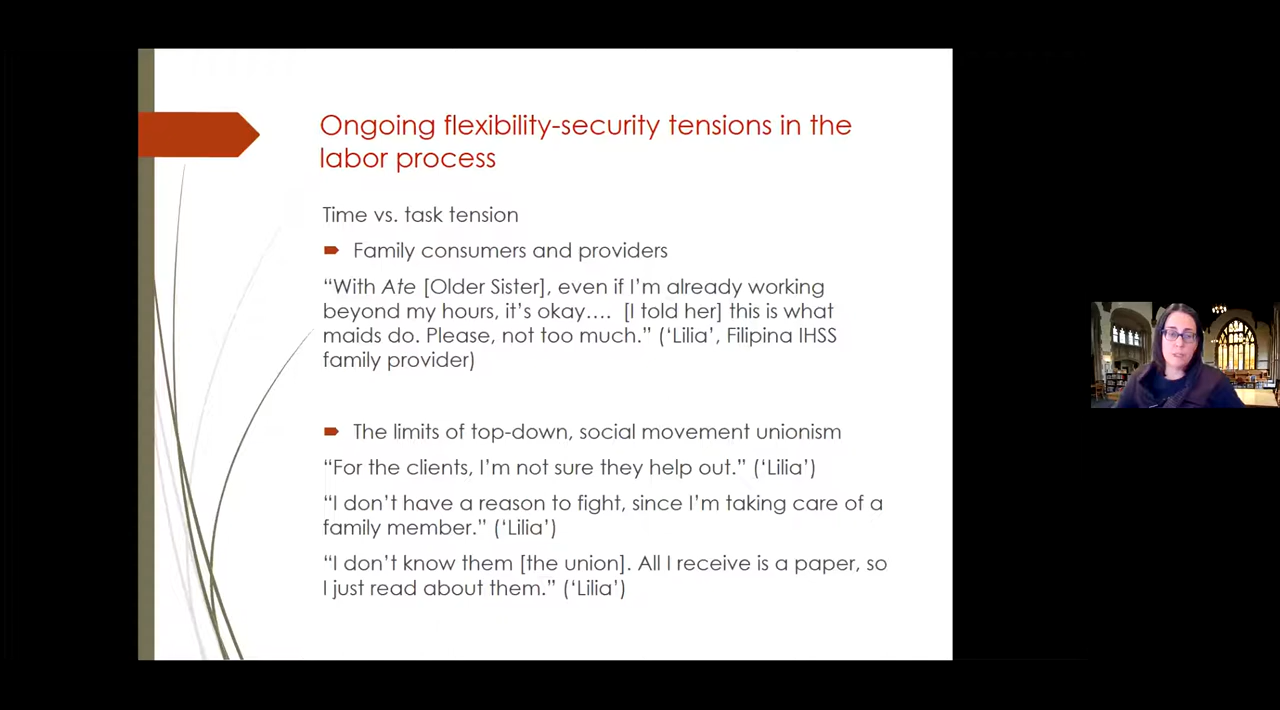 Ongoing flexibility-security tensions in the
labor process
Time vs. task tension
Family consumers and providers
“With Ate [Older Sister], even if I’m already working
beyond my hours, it’s okay…. [I told her] this is what
maids do. Please, not too much.” (‘Lilia’, Filipina IHSS
family provider)
The limits of top-down, social movement unionism
“For the clients, I’m not sure they help out.” (‘Lilia’)
“I don’t have a reason to fight, since I’m taking care of a
family member.” (‘Lilia’)
“I don’t know them [the union]. All I receive is a paper, so
I just read about them.” (‘Lilia’)